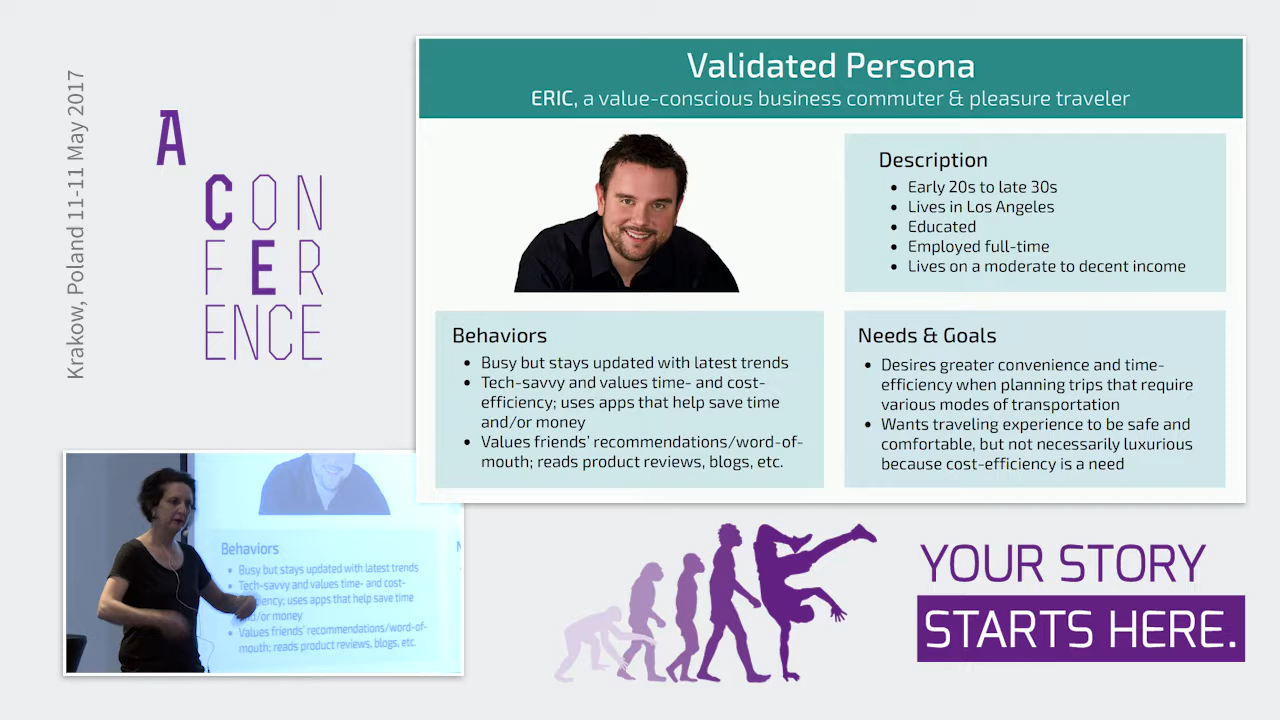 Krakow, Poland 11-11 May 2017
A
CON
FER
ENCE
Validated Persona
ERIC, a value-conscious business commuter & pleasure traveler
Description
• Early 20s to late 30s
• Lives in Los Angeles
• Educated
• Employed full-time
• Lives on a moderate to decent income
Behaviors
• Busy but stays updated with latest trends
• Tech-savvy and values time- and cost-
efficiency; uses apps that help save time
and/or money
• Values friends’ recommendations/word-of-
mouth; reads product reviews, blogs, etc.
Needs & Goals
• Desires greater convenience and time-
efficiency when planning trips that require
various modes of transportation
• Wants traveling experience to be safe and
comfortable, but not necessarily luxurious
because cost-efficiency is a need
Behaviors
• Busy but stays updated with latest trends
• Tech-savvy and values time- and cost-
uses apps that help save time
and/or money
• Values friends’ recommendations/word-of-
mouth; reads product reviews, blogs, etc.
YOUR STORY
STARTS HERE.